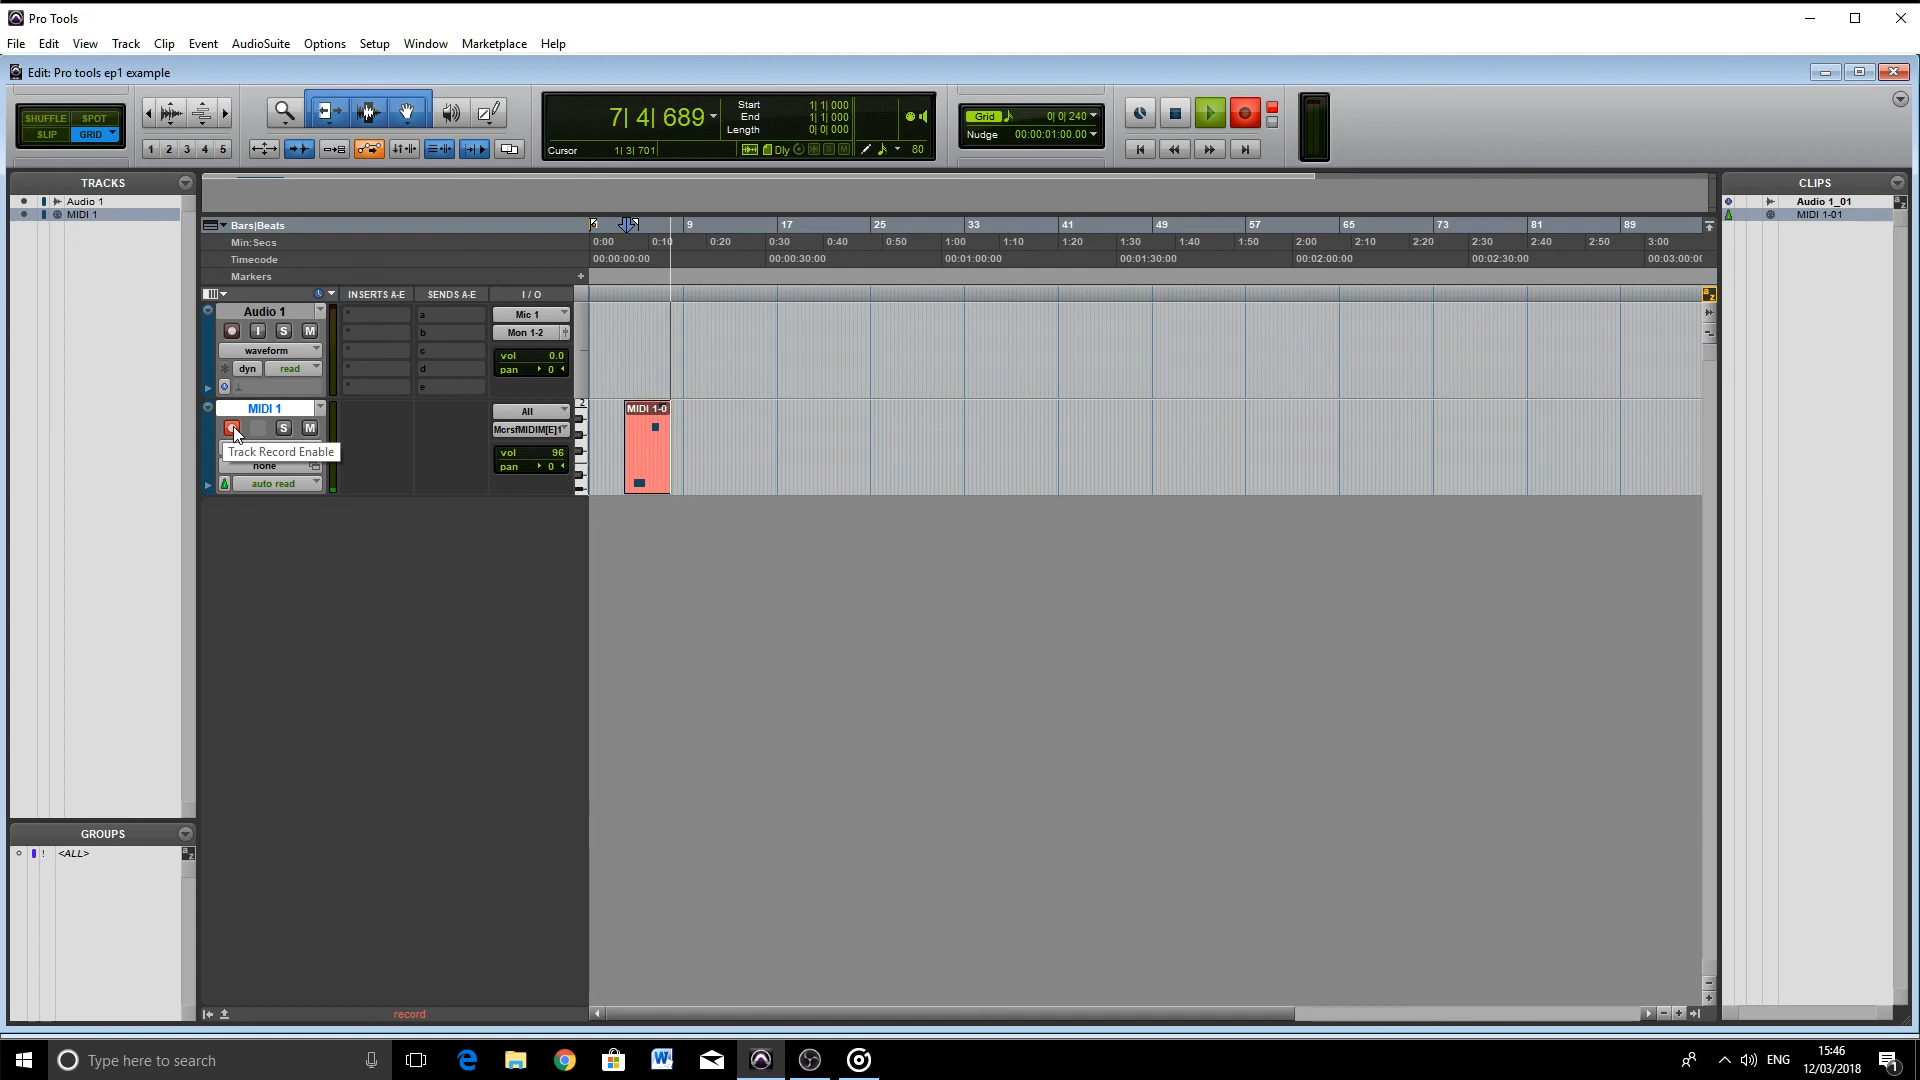 Pro Tools
File Edit View Track Clip Event AudioSuite Options Setup Window Marketplace Help
Edit: Pro tools ep1 example
SHUFFLE SPOT
SLIP GRID
1 2 3 4 5
7| 4| 689
Start 1| 1| 000
End 1| 1| 000
Length 0| 0| 000
Cursor 1| 3| 701
Dly S M 80
Grid 0| 0| 240
Nudge 00:00:01:00.00
TRACKS
Audio 1
MIDI 1
Bars|Beats
9 17 25 33 41 49 57 65 73 81 89
Min:Secs
0:00 0:10 0:20 0:30 0:40 0:50 1:00 1:10 1:20 1:30 1:40 1:50 2:00 2:10 2:20 2:30 2:40 2:50 3:00
Timecode
00:00:00:00 00:00:30:00 00:01:00:00 00:01:30:00 00:02:00:00 00:02:30:00 00:03:00:0
Markers
INSERTS A-E SENDS A-E I / O
Audio 1
I S M
waveform
dyn read
a
b
c
d
e
Mic 1
Mon 1-2
vol 0.0
pan 0
MIDI 1
S M
Track Record Enable
none
auto read
All
McrsfMIDIM[E]1
vol 96
pan 0
2
MIDI 1-0
CLIPS
Audio 1_01
MIDI 1-01
a z
GROUPS
! <ALL>
a z
record
Type here to search
ENG
15:46
12/03/2018
1